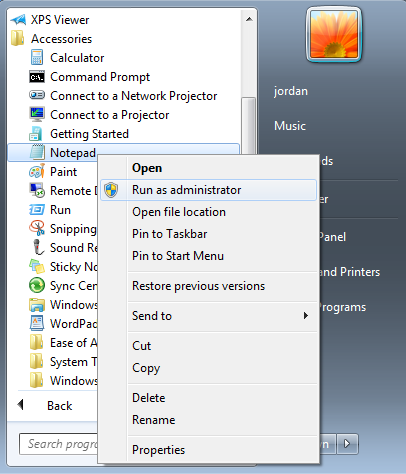 XPS Viewer
Accessories
Calculator
Command Prompt
Connect to a Network Projector
Connect to a Projector
Getting Started
Notepad
Paint
Remote D
Run
Snipping
Sound Re
Sticky No
Sync Cen
Windows
WordPad
Ease of A
System T
Windows
Back
Search progra
Open
Run as administrator
Open file location
Pin to Taskbar
Pin to Start Menu
Restore previous versions
Send to
Cut
Copy
Delete
Rename
Properties
jordan
Music
ds
er
Panel
and Printers
Programs